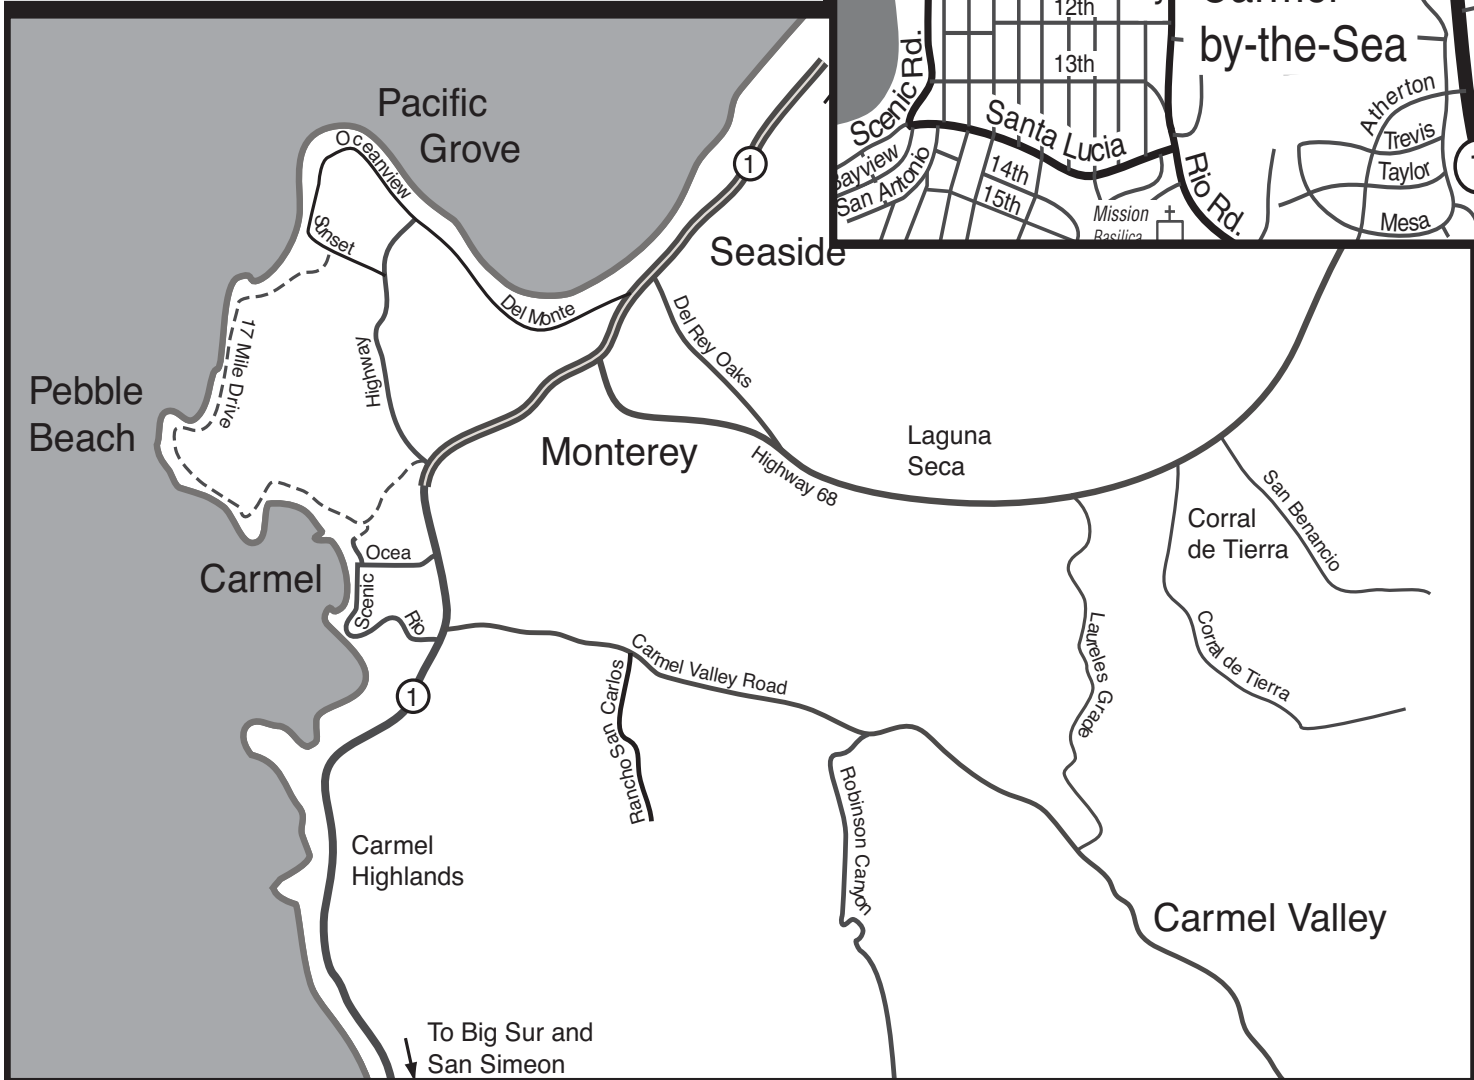 12th
by-the-Sea
13th
Scenic Rd.
Santa Lucia
Atherton
Trevis
Taylor
Mesa
Bayview
San Antonio
14th
15th
Mission
Basilica
Rio Rd.
Pacific
Grove
Oceanview
Sunset
1
Seaside
Del Monte
Del Rey Oaks
17 Mile Drive
Highway
Pebble
Beach
Monterey
Highway 68
Laguna
Seca
San Benancio
Corral
de Tierra
Corral de Tierra
Laureles Grade
Carmel
Ocea
Scenic
Rio
Carmel Valley Road
Rancho San Carlos
1
Robinson Canyon
Carmel
Highlands
Carmel Valley
To Big Sur and
San Simeon